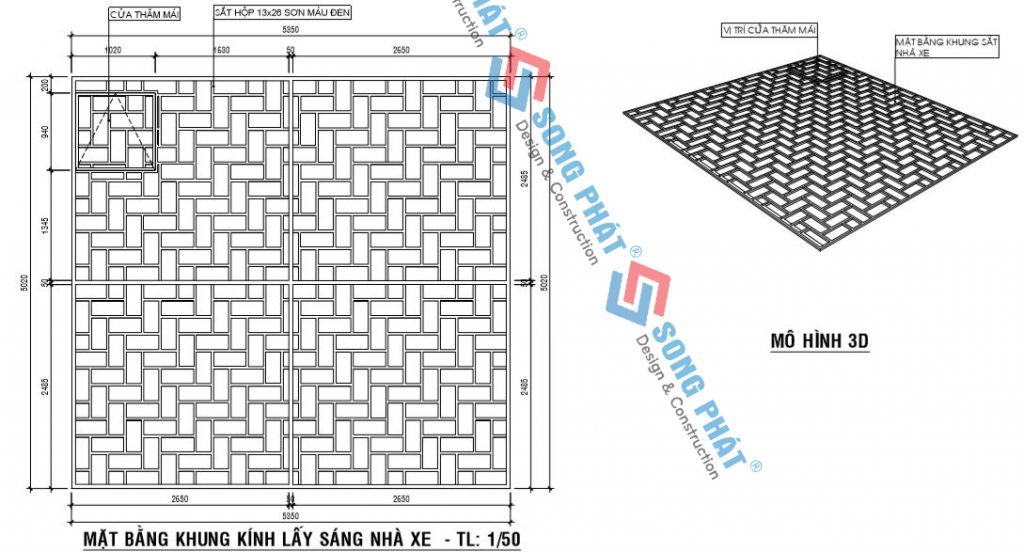 CỬA THĂM MÁI
SẮT HỘP 13x26 SƠN MÀU ĐEN
5350
1020
1630
50
2650
5020
200
940
1345
50
2485
2485
50
5020
2485
2650
50
2650
5350
MẶT BẰNG KHUNG KÍNH LẤY SÁNG NHÀ XE - TL: 1/50
VỊ TRÍ CỬA THĂM MÁI
MẶT BẰNG KHUNG SẮT
NHÀ XE
MÔ HÌNH 3D
PHÁT ®
Construction
SONG PHÁT ®
Design & Construction
SONG PHÁT ®
Design & Construction